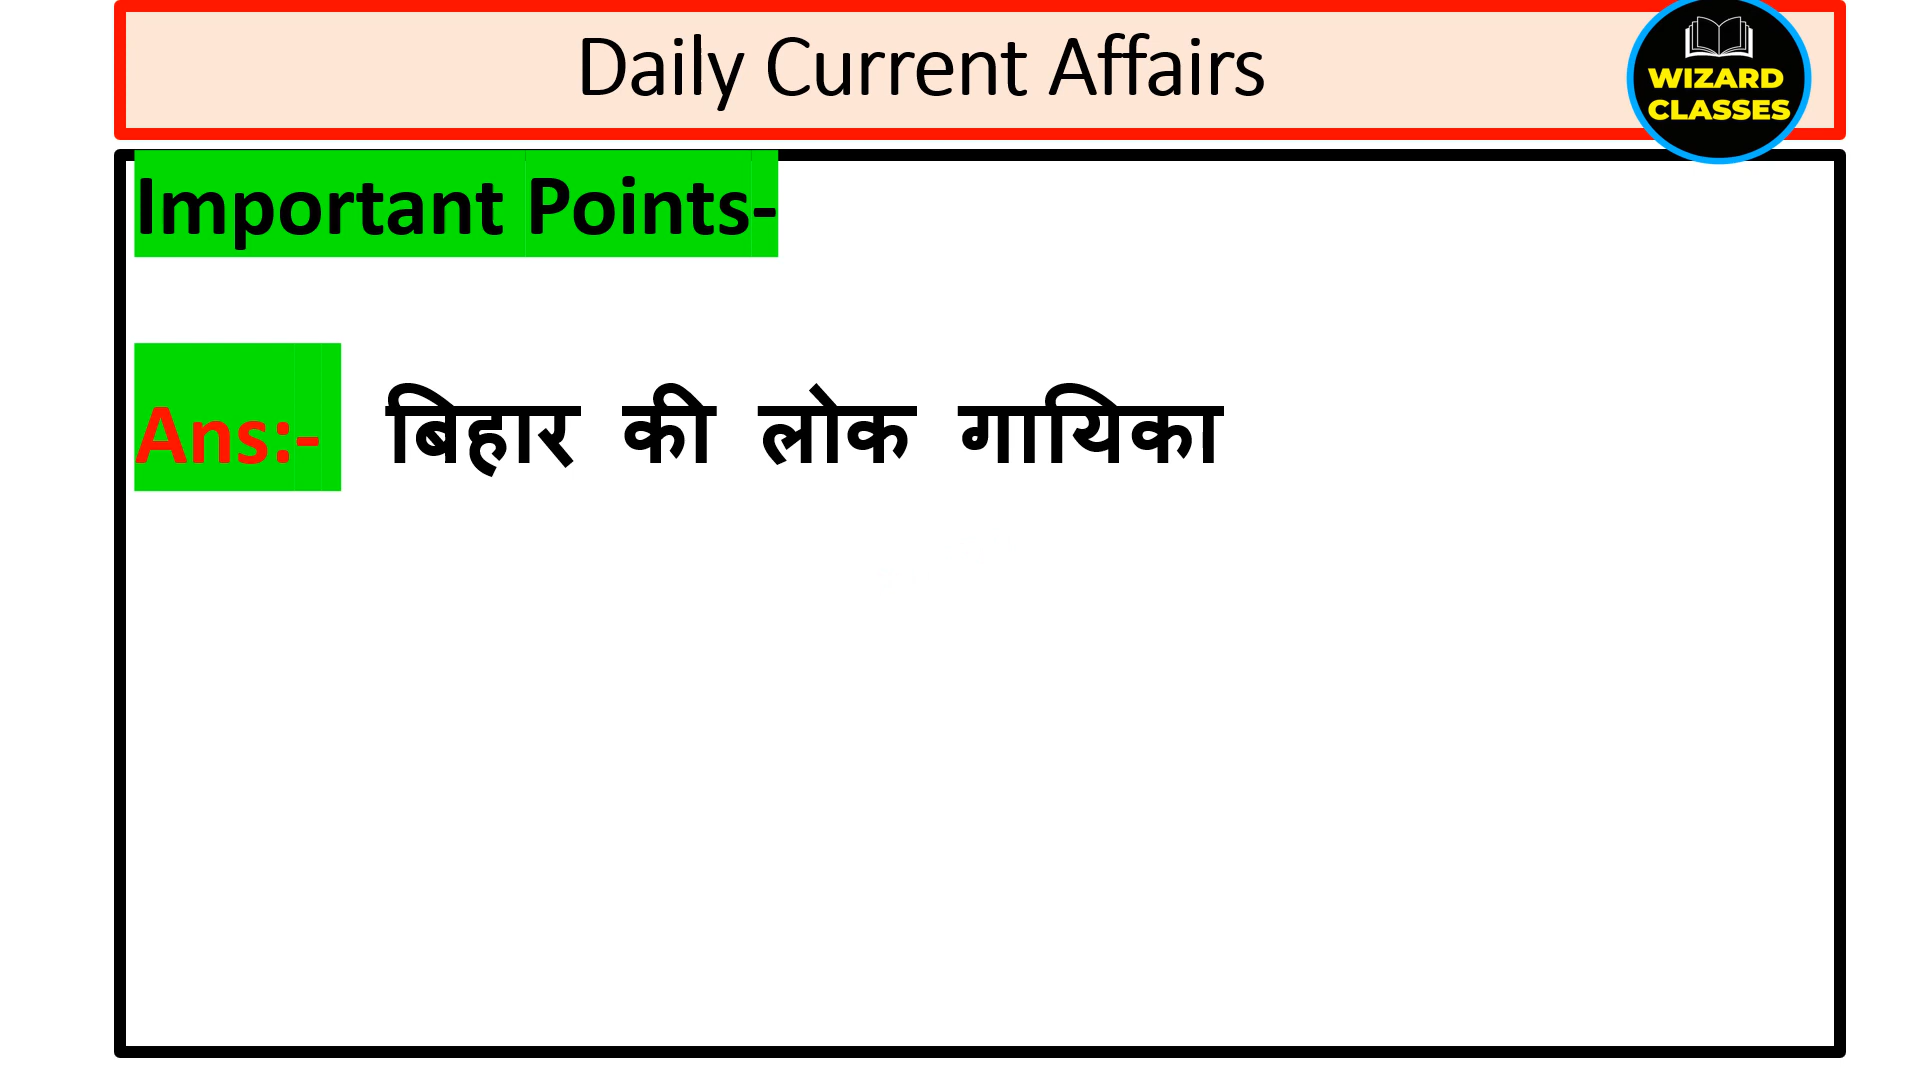 Daily Current Affairs
WIZARD
CLASSES
Important Points-
Ans:- बिहार की लोक गायिका